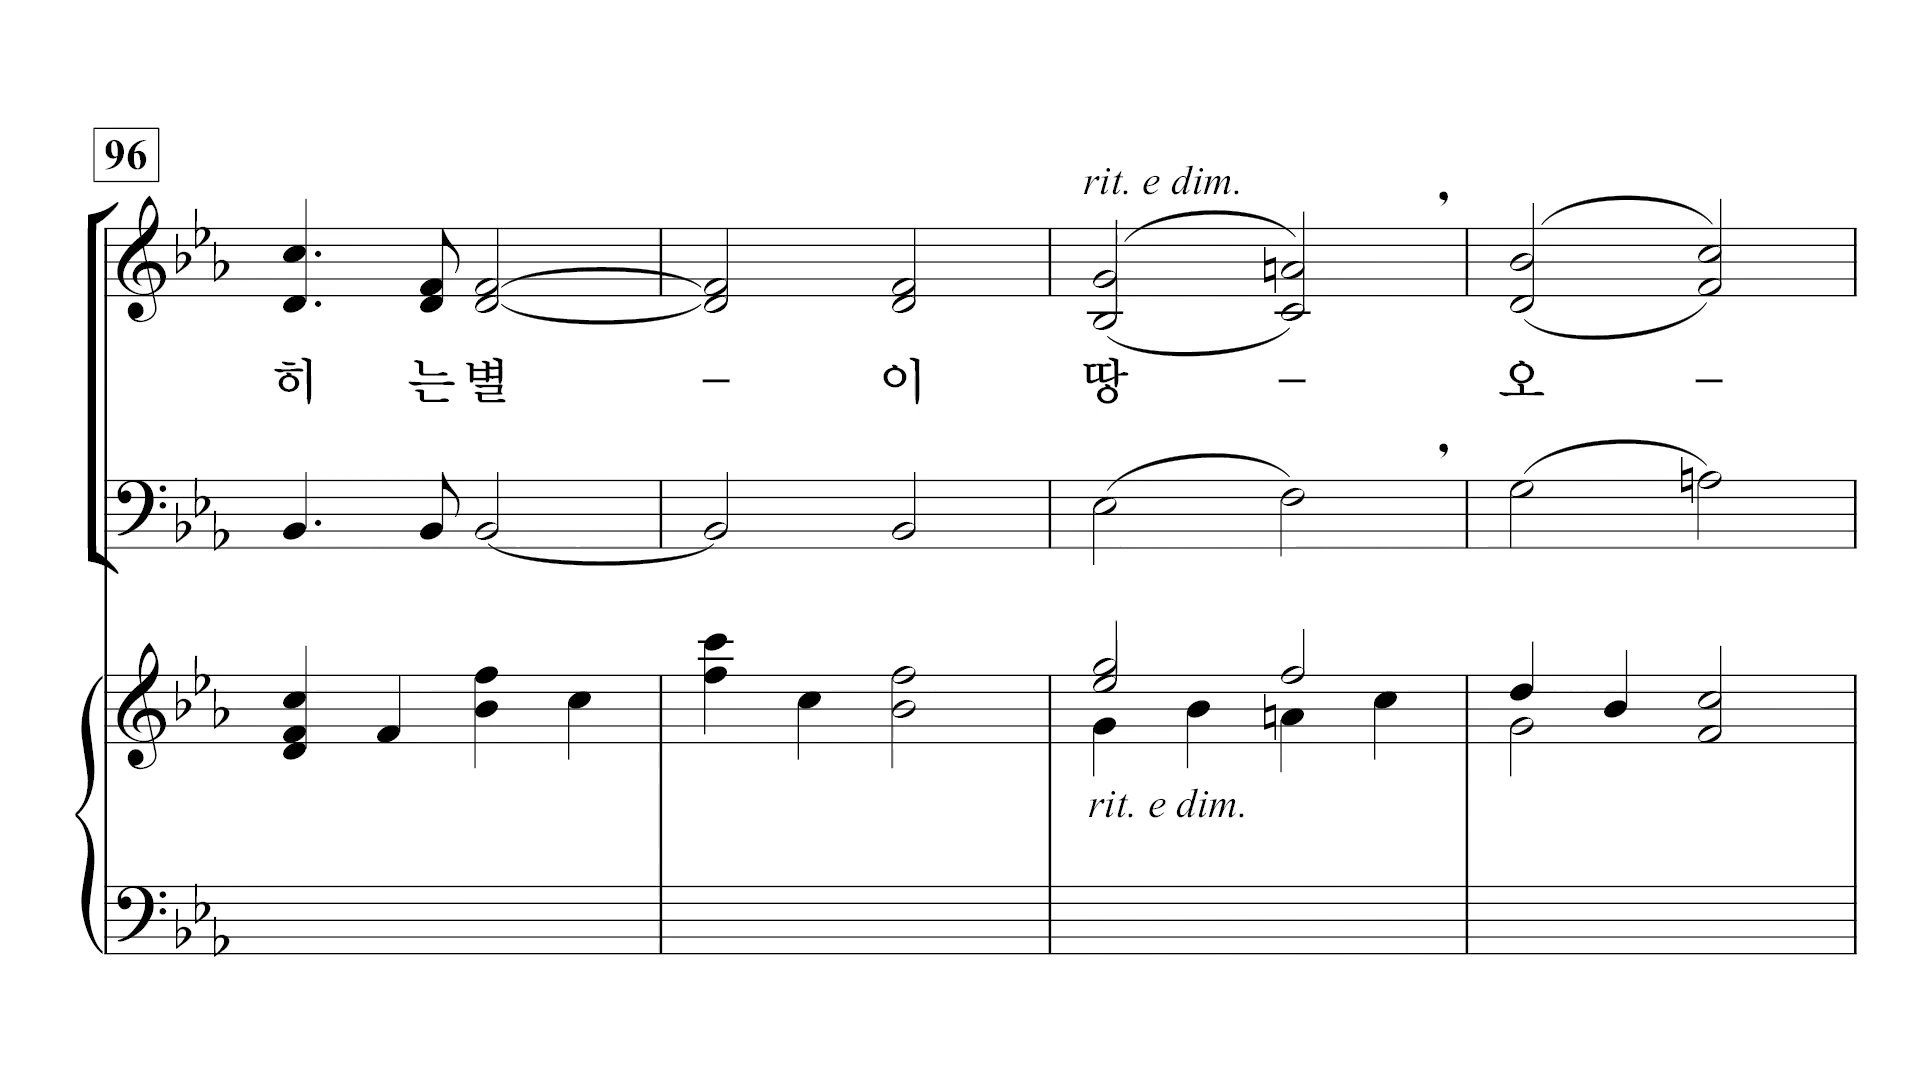 96
rit. e dim.
히 는 별 – 이 땅 – 오 –
rit. e dim.